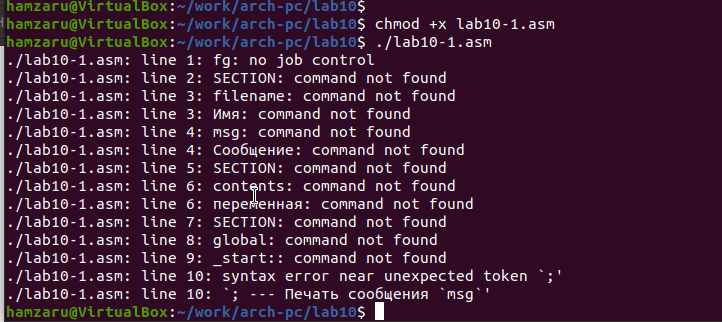 hamzaru@VirtualBox:~/work/arch-pc/lab10$
hamzaru@VirtualBox:~/work/arch-pc/lab10$ chmod +x lab10-1.asm
hamzaru@VirtualBox:~/work/arch-pc/lab10$ ./lab10-1.asm
./lab10-1.asm: line 1: fg: no job control
./lab10-1.asm: line 2: SECTION: command not found
./lab10-1.asm: line 3: filename: command not found
./lab10-1.asm: line 3: Имя: command not found
./lab10-1.asm: line 4: msg: command not found
./lab10-1.asm: line 4: Сообщение: command not found
./lab10-1.asm: line 5: SECTION: command not found
./lab10-1.asm: line 6: contents: command not found
./lab10-1.asm: line 6: переменная: command not found
./lab10-1.asm: line 7: SECTION: command not found
./lab10-1.asm: line 8: global: command not found
./lab10-1.asm: line 9: _start:: command not found
./lab10-1.asm: line 10: syntax error near unexpected token `;'
./lab10-1.asm: line 10: `; --- Печать сообщения `msg`'
hamzaru@VirtualBox:~/work/arch-pc/lab10$